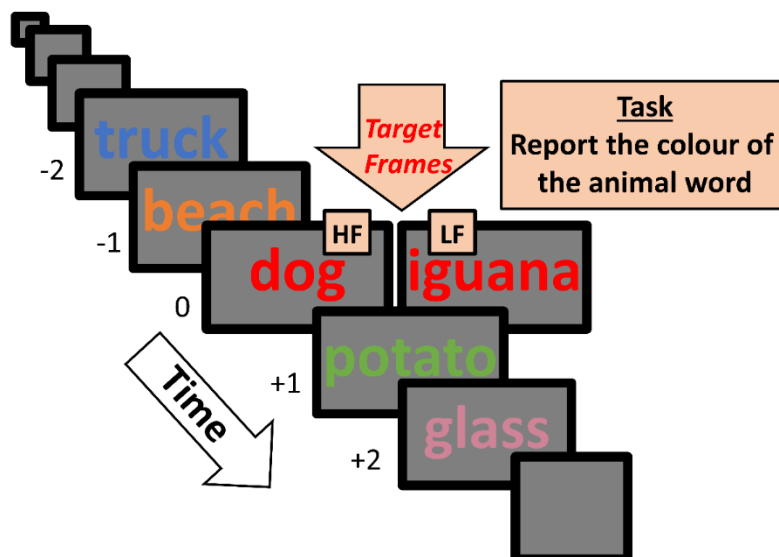 truck
-2
beach
-1
Target
Frames
Task
Report the colour of
the animal word
HF
LF
dog
iguana
0
potato
+1
glass
+2
Time